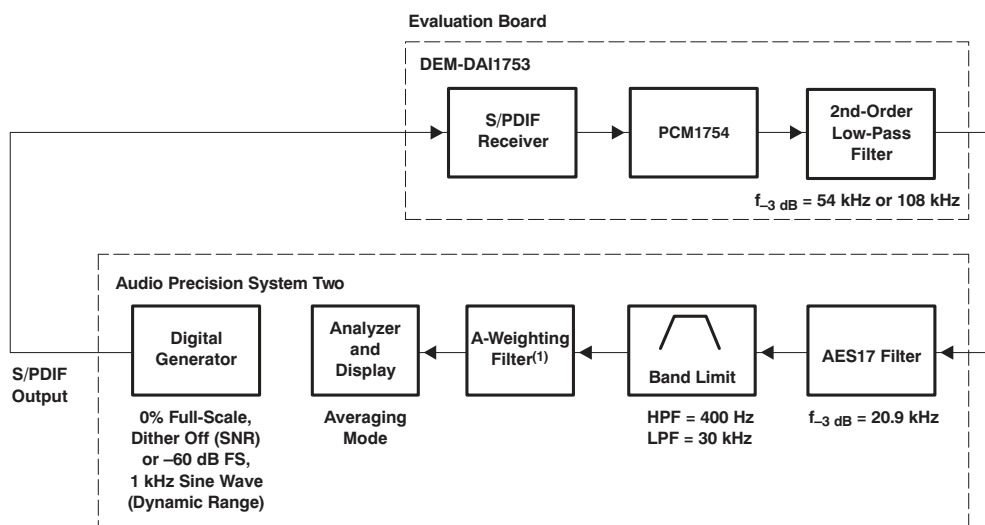 Evaluation Board
DEM-DAI1753
S/PDIF
Receiver
PCM1754
2nd-Order
Low-Pass
Filter
f–3 dB = 54 kHz or 108 kHz
Audio Precision System Two
Digital
Generator
Analyzer
and
Display
A-Weighting
Filter(1)
Band Limit
AES17 Filter
S/PDIF
Output
0% Full-Scale,
Dither Off (SNR)
or –60 dB FS,
1 kHz Sine Wave
(Dynamic Range)
Averaging
Mode
HPF = 400 Hz
LPF = 30 kHz
f–3 dB = 20.9 kHz